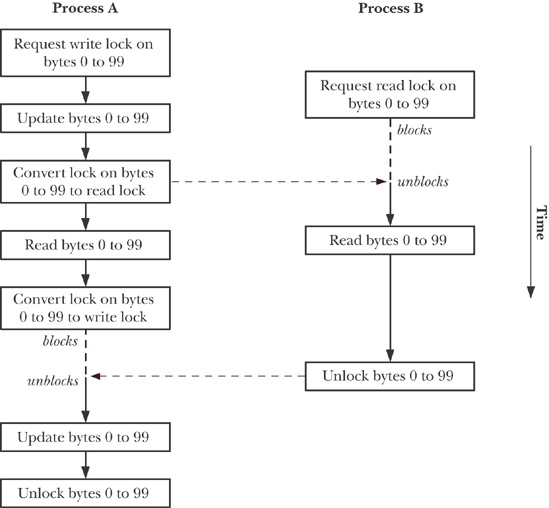 Process A
Process B
Request write lock on
bytes 0 to 99
Request read lock on
bytes 0 to 99
Update bytes 0 to 99
blocks
Convert lock on bytes
0 to 99 to read lock
unblocks
Time
Read bytes 0 to 99
Read bytes 0 to 99
Convert lock on bytes
0 to 99 to write lock
blocks
unblocks
Unlock bytes 0 to 99
Update bytes 0 to 99
Unlock bytes 0 to 99